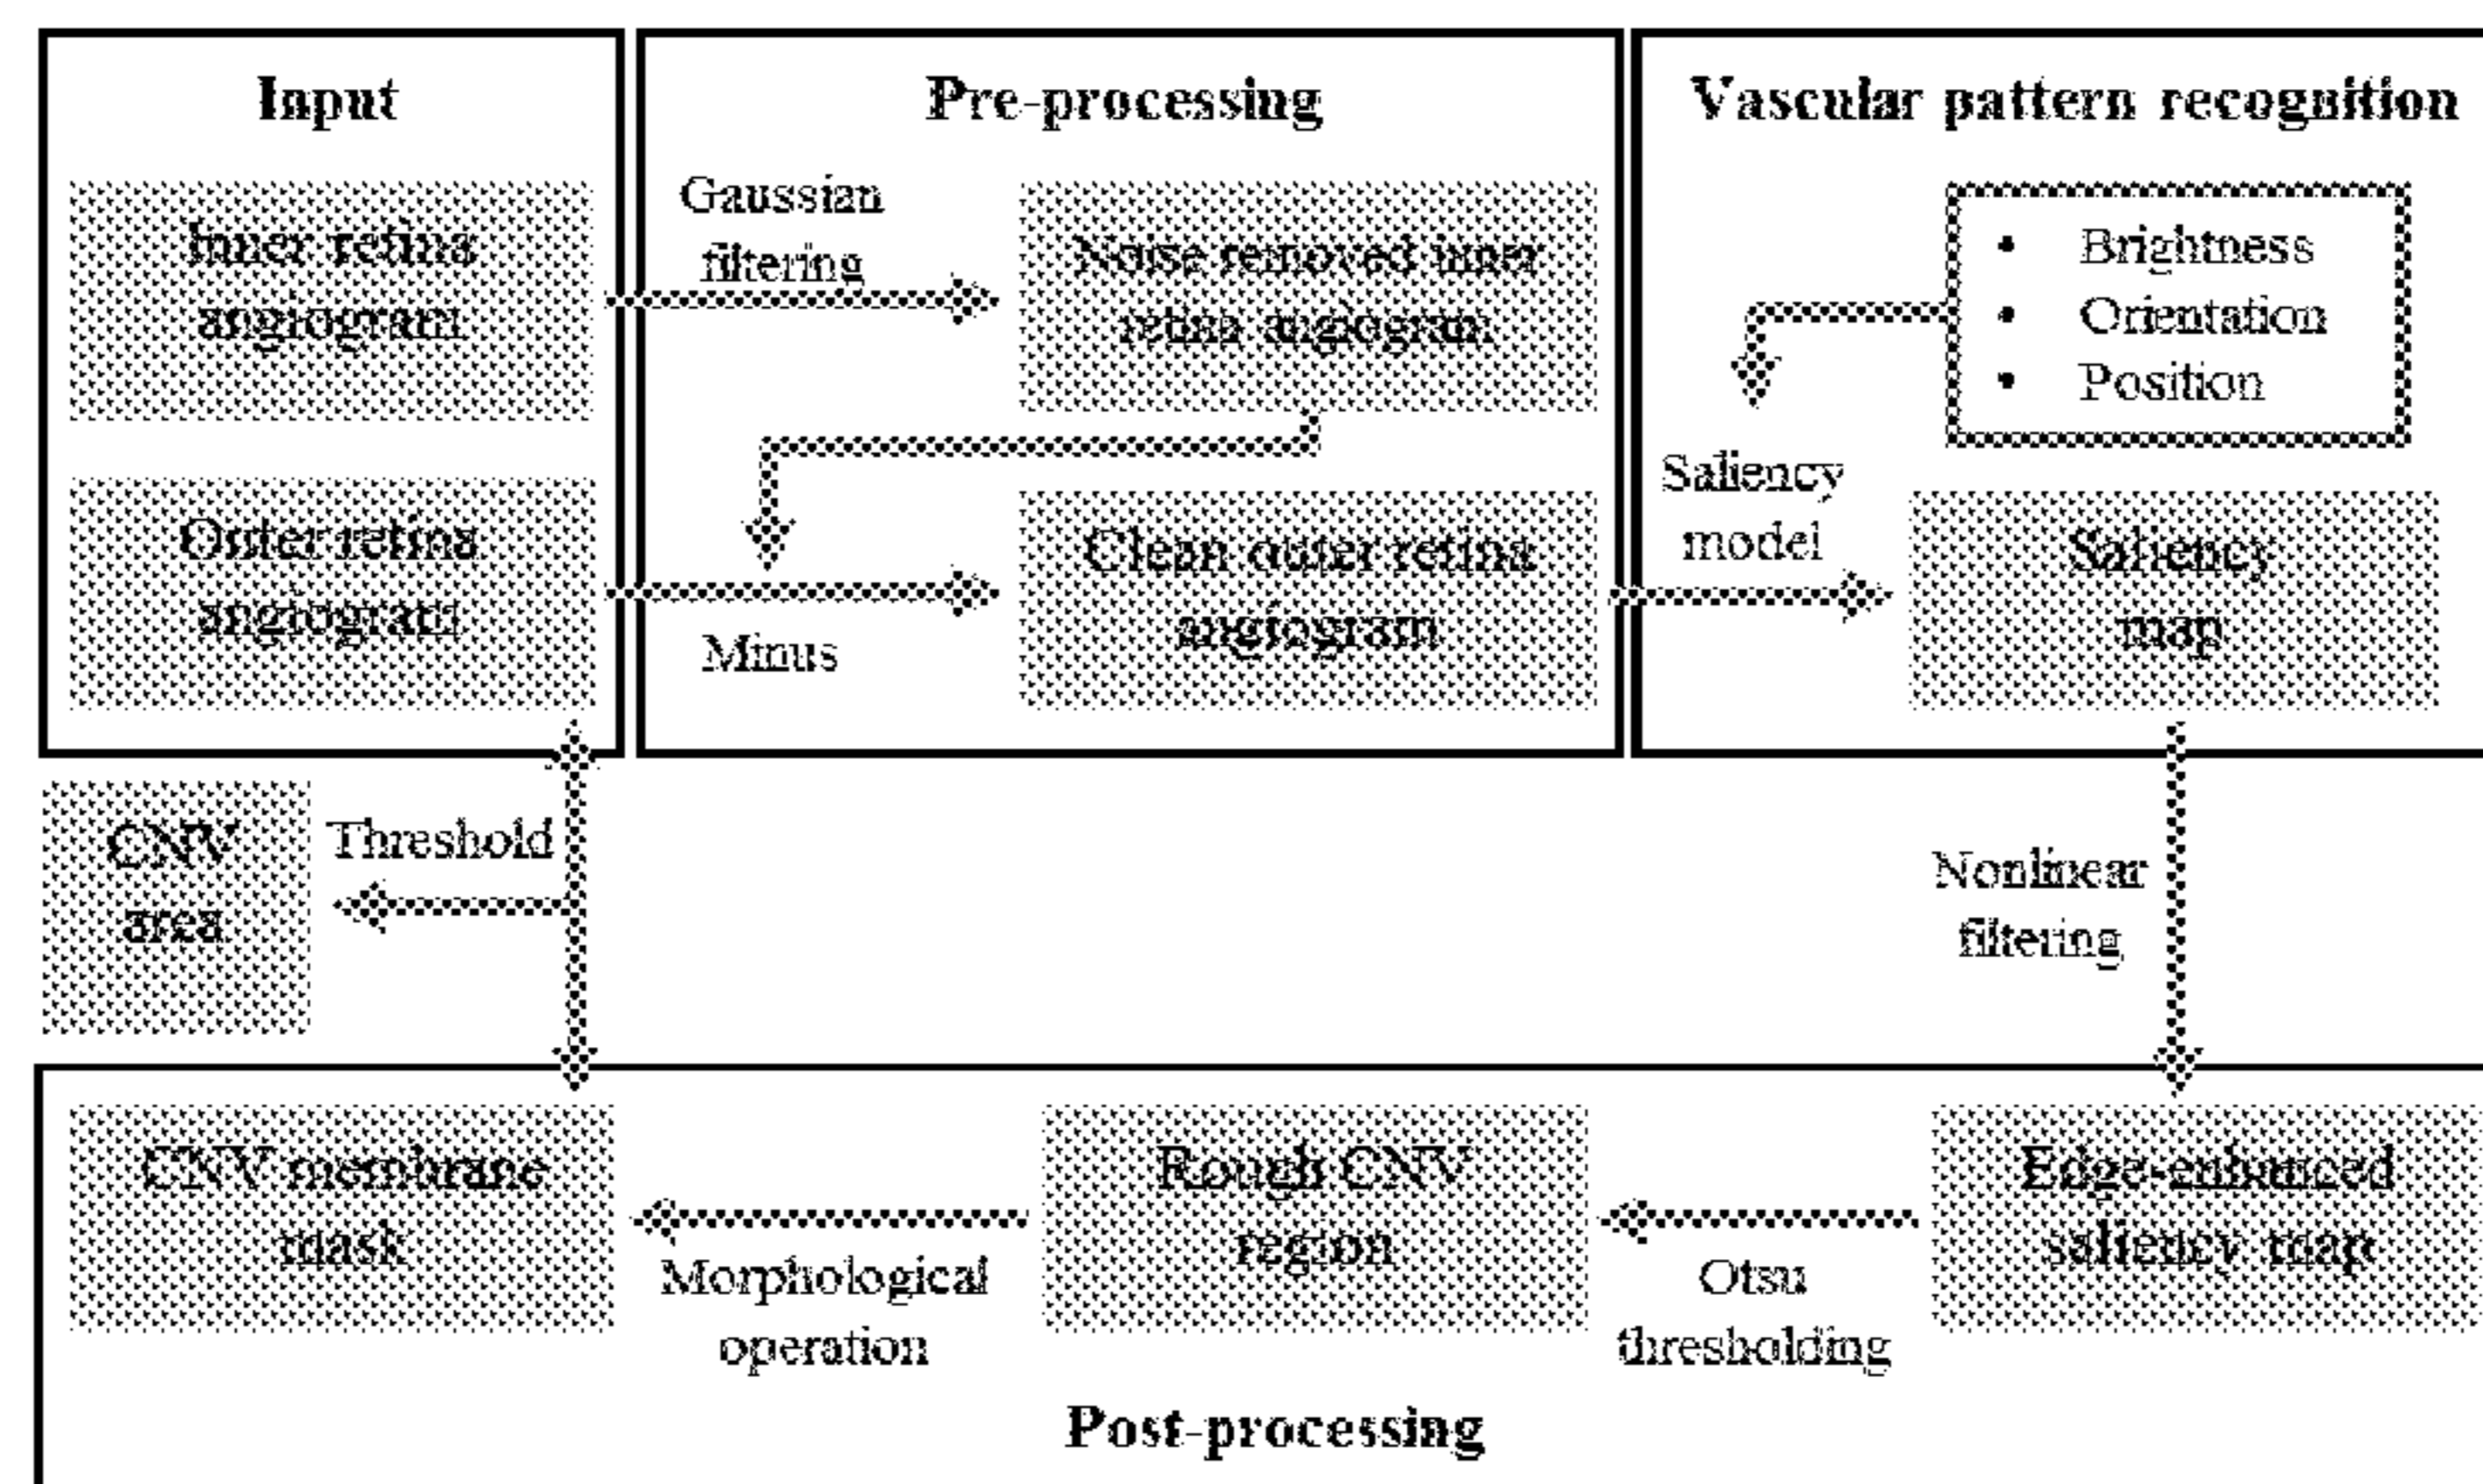 Input
Inner retina
angiogram
Outer retina
angiogram
Pre-processing
Gaussian
filtering
Noise removed inner
retina angiogram
Minus
Clean outer retina
angiogram
Vascular pattern recognition
• Brightness
• Orientation
• Position
Saliency
model
Saliency
map
CNV
area
Threshold
Nonlinear
filtering
CNV membrane
mask
Morphological
operation
Rough CNV
region
Otsu
thresholding
Edge-enhanced
saliency map
Post-processing